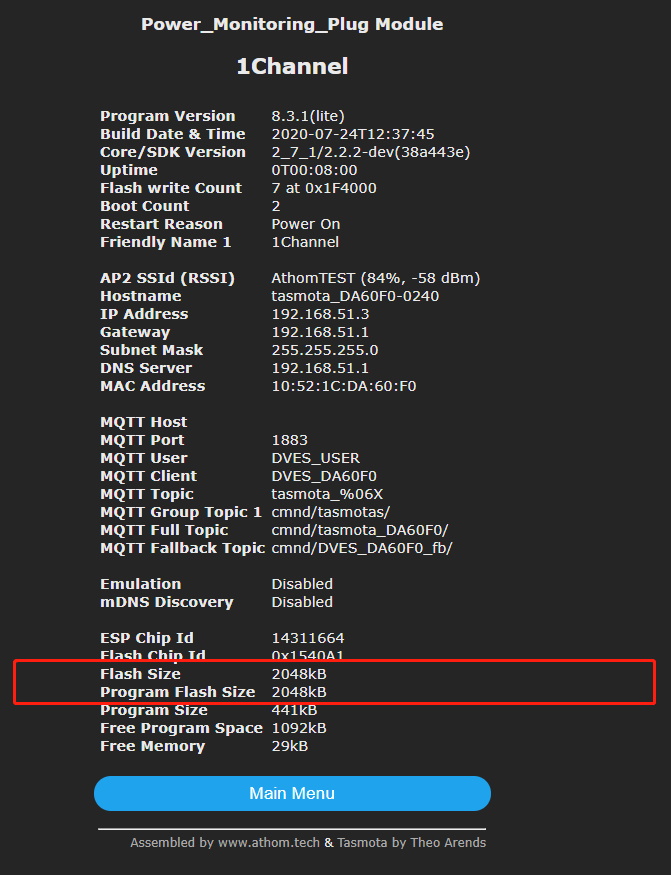 Power_Monitoring_Plug Module
1Channel
Program Version 8.3.1(lite)
Build Date & Time 2020-07-24T12:37:45
Core/SDK Version 2_7_1/2.2.2-dev(38a443e)
Uptime 0T00:08:00
Flash write Count 7 at 0x1F4000
Boot Count 2
Restart Reason Power On
Friendly Name 1 1Channel
AP2 SSId (RSSI) AthomTEST (84%, -58 dBm)
Hostname tasmota_DA60F0-0240
IP Address 192.168.51.3
Gateway 192.168.51.1
Subnet Mask 255.255.255.0
DNS Server 192.168.51.1
MAC Address 10:52:1C:DA:60:F0
MQTT Host
MQTT Port 1883
MQTT User DVES_USER
MQTT Client DVES_DA60F0
MQTT Topic tasmota_%06X
MQTT Group Topic 1 cmnd/tasmotas/
MQTT Full Topic cmnd/tasmota_DA60F0/
MQTT Fallback Topic cmnd/DVES_DA60F0_fb/
Emulation Disabled
mDNS Discovery Disabled
ESP Chip Id 14311664
Flash Chip Id 0x1540A1
Flash Size 2048kB
Program Flash Size 2048kB
Program Size 441kB
Free Program Space 1092kB
Free Memory 29kB
Main Menu
Assembled by www.athom.tech & Tasmota by Theo Arends